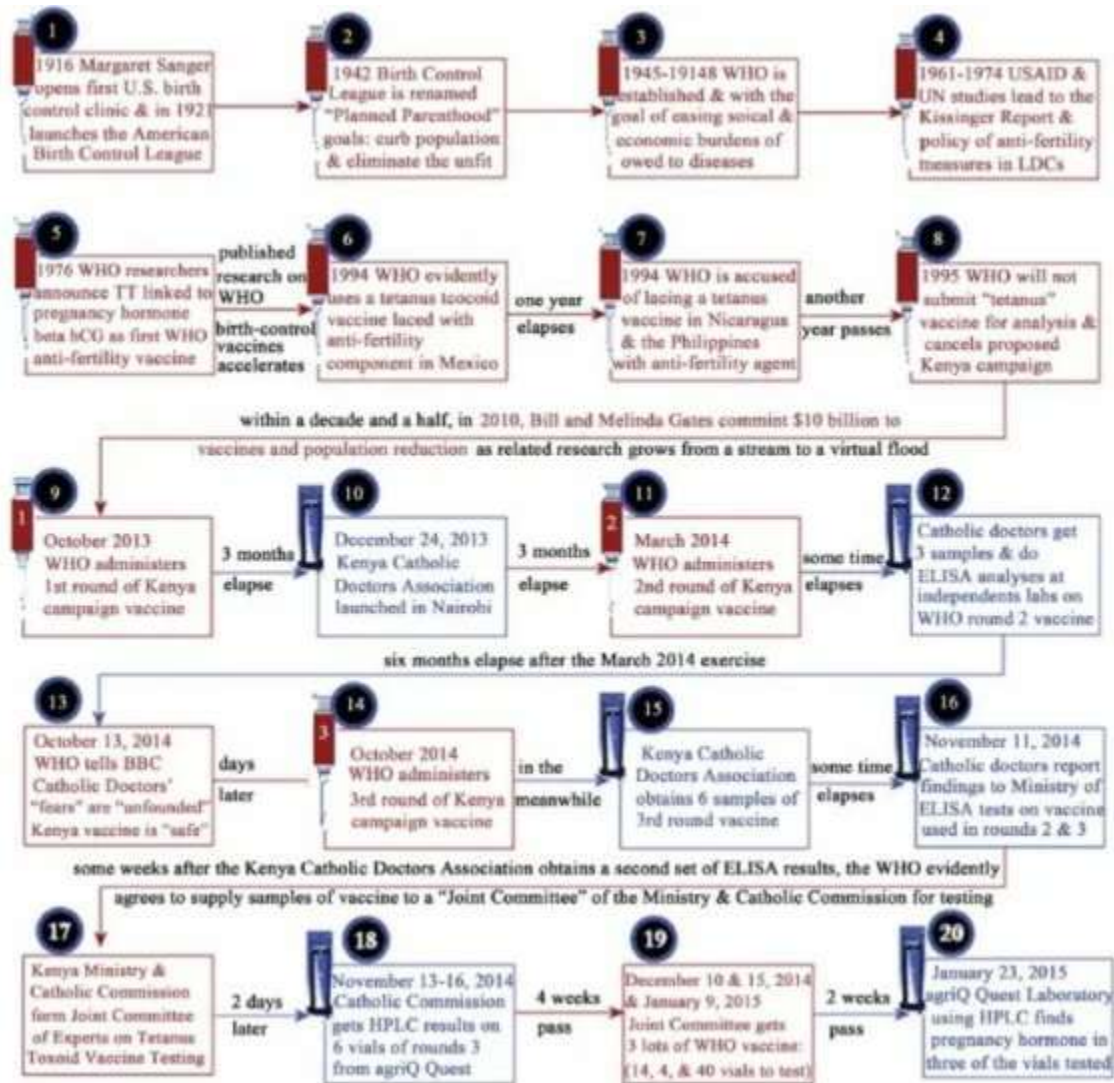 1
1916 Margaret Sanger
opens first U.S. birth
control clinic & in 1921
launches the American
Birth Control League
2
1942 Birth Control
League is renamed
"Planned Parenthood"
goals: curb population
& eliminate the unfit
3
1945-19148 WHO is
established & with the
goal of easing soical &
economic burdens of
owed to diseases
4
1961-1974 USAID &
UN studies lead to the
Kissinger Report &
policy of anti-fertility
measures in LDCs
5
1976 WHO researchers
announce TT linked to
pregnancy hormone
beta hCG as first WHO
anti-fertility vaccine
published
research on
WHO
birth-control
vaccines
accelerates
6
1994 WHO evidently
uses a tetanus tcocoid
vaccine laced with
anti-fertility
component in Mexico
one year
elapses
7
1994 WHO is accused
of lacing a tetanus
vaccine in Nicaragua
& the Philippines
with anti-fertility agent
another
year passes
8
1995 WHO will not
submit "tetanus"
vaccine for analysis &
cancels proposed
Kenya campaign
within a decade and a half, in 2010, Bill and Melinda Gates commint $10 billion to
vaccines and population reduction as related research grows from a stream to a virtual flood
9
1
October 2013
WHO administers
1st round of Kenya
campaign vaccine
3 months
elapse
10
December 24, 2013
Kenya Catholic
Doctors Association
launched in Nairobi
3 months
elapse
11
2
March 2014
WHO administers
2nd round of Kenya
campaign vaccine
some time
elapses
12
Catholic doctors get
3 samples & do
ELISA analyses at
independents labs on
WHO round 2 vaccine
six months elapse after the March 2014 exercise
13
October 13, 2014
WHO tells BBC
Catholic Doctors'
"fears" are "unfounded"
Kenya vaccine is "safe"
days
later
14
3
October 2014
WHO administers
3rd round of Kenya
campaign vaccine
in the
meanwhile
15
Kenya Catholic
Doctors Association
obtains 6 samples of
3rd round vaccine
some time
elapses
16
November 11, 2014
Catholic doctors report
findings to Ministry of
ELISA tests on vaccine
used in rounds 2 & 3
some weeks after the Kenya Catholic Doctors Association obtains a second set of ELISA results, the WHO evidently
agrees to supply samples of vaccine to a "Joint Committee" of the Ministry & Catholic Commission for testing
17
Kenya Ministry &
Catholic Commission
form Joint Committee
of Experts on Tetanus
Toxoid Vaccine Testing
2 days
later
18
November 13-16, 2014
Catholic Commission
gets HPLC results on
6 vials of rounds 3
from agriQ Quest
4 weeks
pass
19
December 10 & 15, 2014
& January 9, 2015
Joint Committee gets
3 lots of WHO vaccine:
(14, 4, & 40 vials to test)
2 weeks
pass
20
January 23, 2015
agriQ Quest Laboratory
using HPLC finds
pregnancy hormone in
three of the vials tested